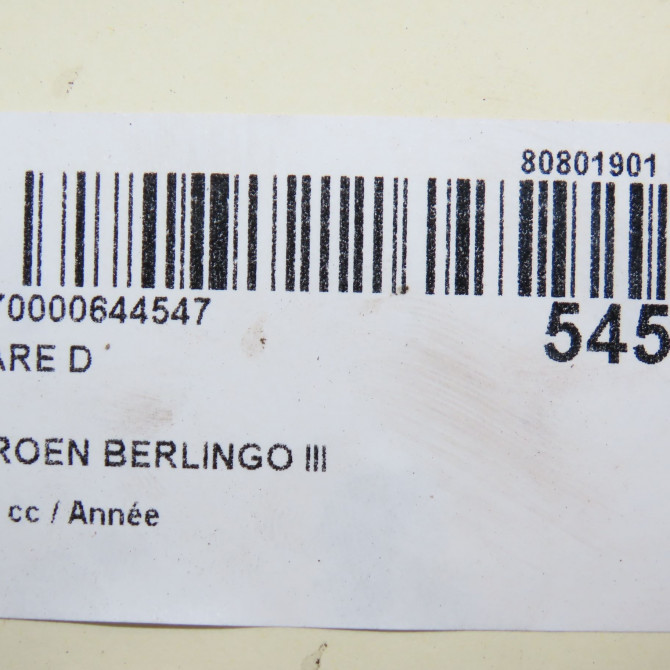 80801901
70000644547
545
ARE D
ROEN BERLINGO III
cc / Année